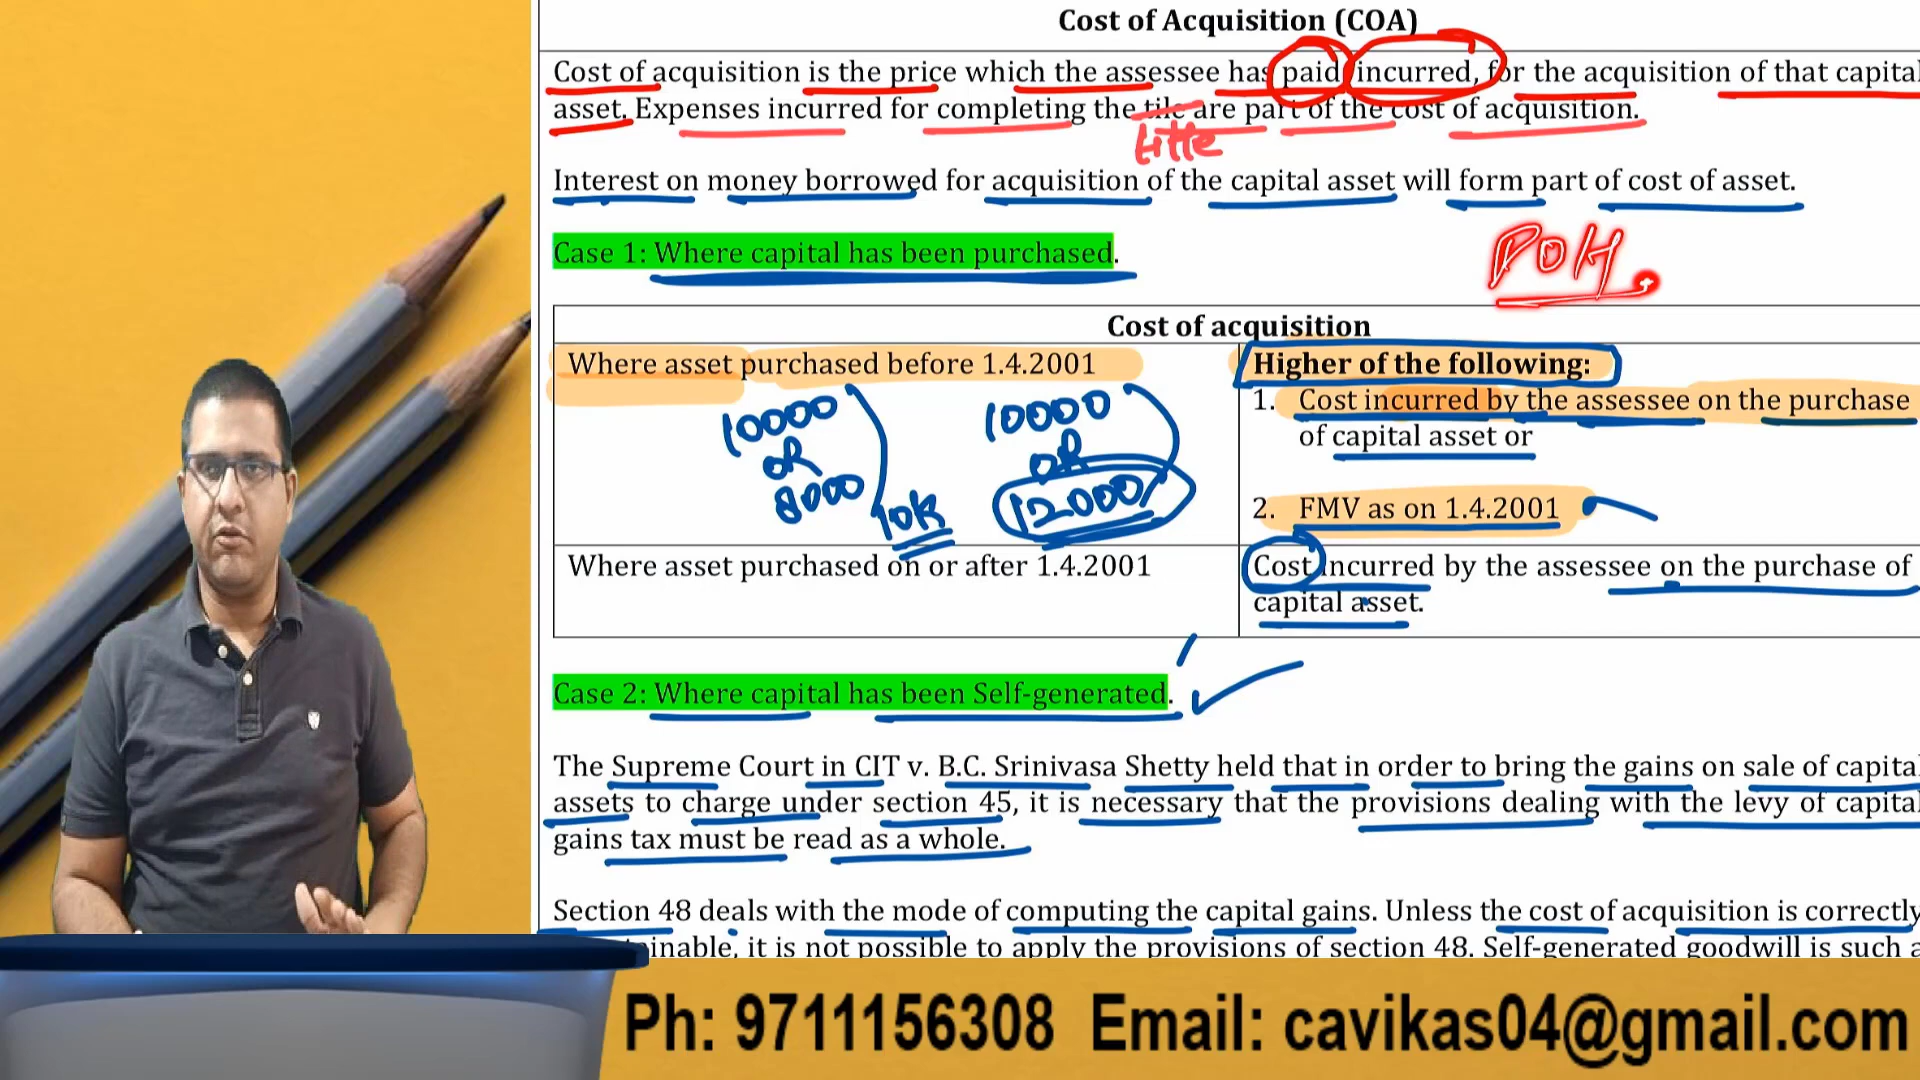 Cost of Acquisition (COA)
Cost of acquisition is the price which the assessee has paid incurred, for the acquisition of that capital
asset. Expenses incurred for completing the tile are part of the cost of acquisition.
title
Interest on money borrowed for acquisition of the capital asset will form part of cost of asset.
POH.
Case 1: Where capital has been purchased.
Cost of acquisition
Where asset purchased before 1.4.2001
10000
OR
8000
10k
10000
OR
12000
Higher of the following:
1. Cost incurred by the assessee on the purchase
of capital asset or
2. FMV as on 1.4.2001
Where asset purchased on or after 1.4.2001
Cost incurred by the assessee on the purchase of
capital asset.
Case 2: Where capital has been Self-generated.
The Supreme Court in CIT v. B.C. Srinivasa Shetty held that in order to bring the gains on sale of capital
assets to charge under section 45, it is necessary that the provisions dealing with the levy of capital
gains tax must be read as a whole.
Section 48 deals with the mode of computing the capital gains. Unless the cost of acquisition is correctly
inable, it is not possible to apply the provisions of section 48. Self-generated goodwill is such a
Ph: 9711156308 Email: cavikas04@gmail.com